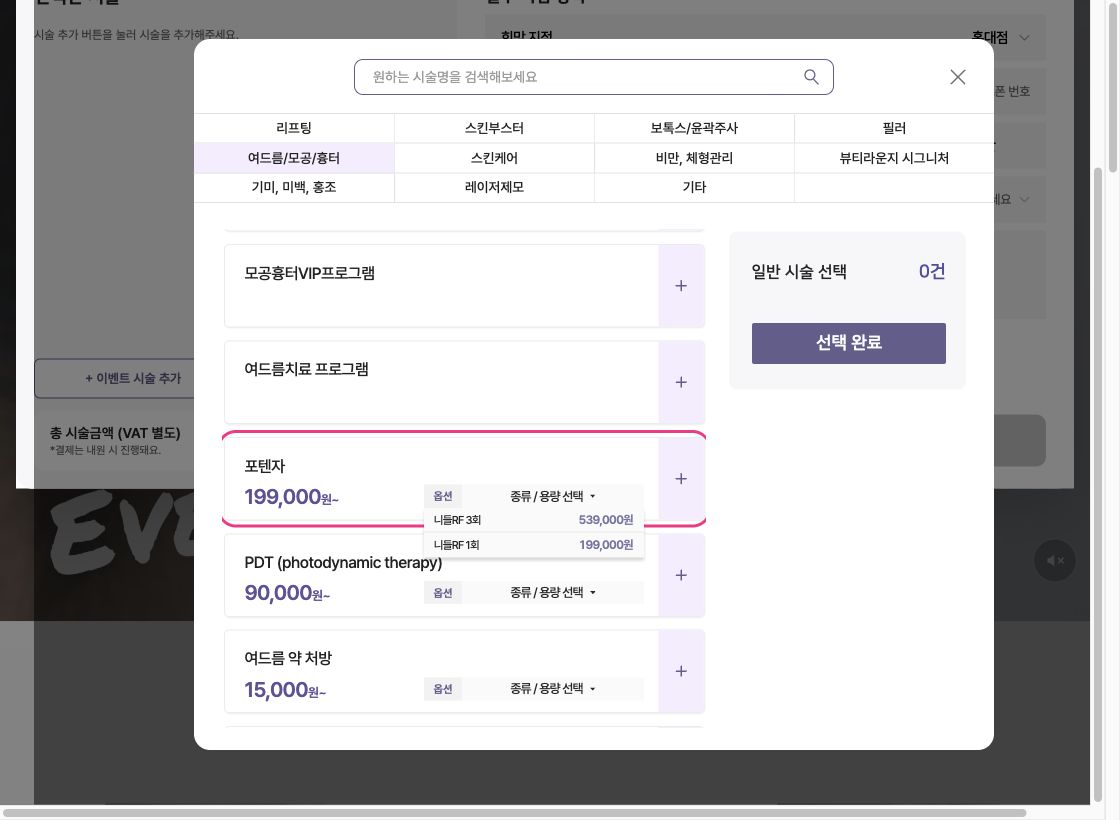 시술 추가 버튼을 눌러 시술을 추가해주세요.
희망 지점
홍대점
원하는 시술명을 검색해보세요
폰 번호
리프팅
스킨부스터
보톡스/윤곽주사
필러
여드름/모공/흉터
스킨케어
비만, 체형관리
뷰티라운지 시그니처
기미, 미백, 홍조
레이저제모
기타
세요
모공흉터VIP프로그램
+
일반 시술 선택
0건
선택 완료
여드름치료 프로그램
+
+ 이벤트 시술 추가
총 시술금액 (VAT 별도)
*결제는 내원 시 진행돼요.
포텐자
199,000원~
옵션
종류 / 용량 선택
+
니들RF 3회
539,000원
니들RF 1회
199,000원
PDT (photodynamic therapy)
90,000원~
옵션
종류 / 용량 선택
+
여드름 약 처방
15,000원~
옵션
종류 / 용량 선택
+